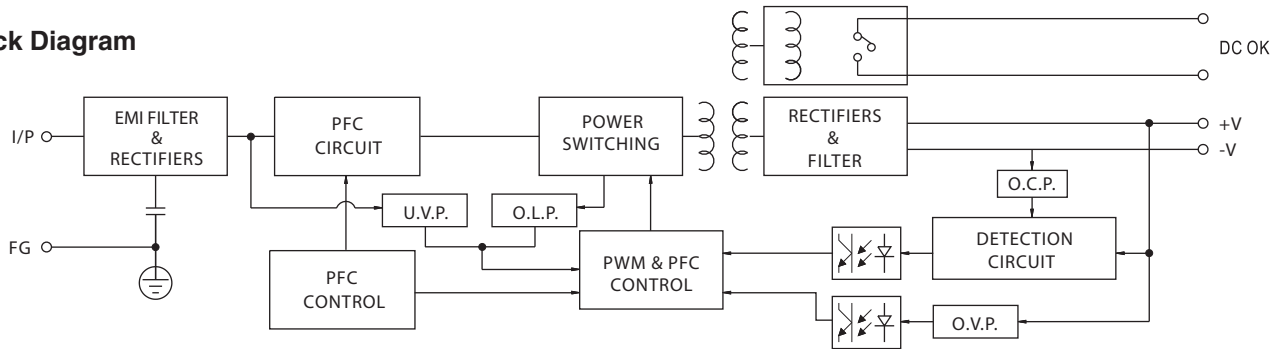 ck Diagram
DC OK
I/P
EMI FILTER
&
RECTIFIERS
PFC
CIRCUIT
POWER
SWITCHING
RECTIFIERS
&
FILTER
+V
-V
O.C.P.
U.V.P.
O.L.P.
FG
PFC
CONTROL
PWM & PFC
CONTROL
DETECTION
CIRCUIT
O.V.P.